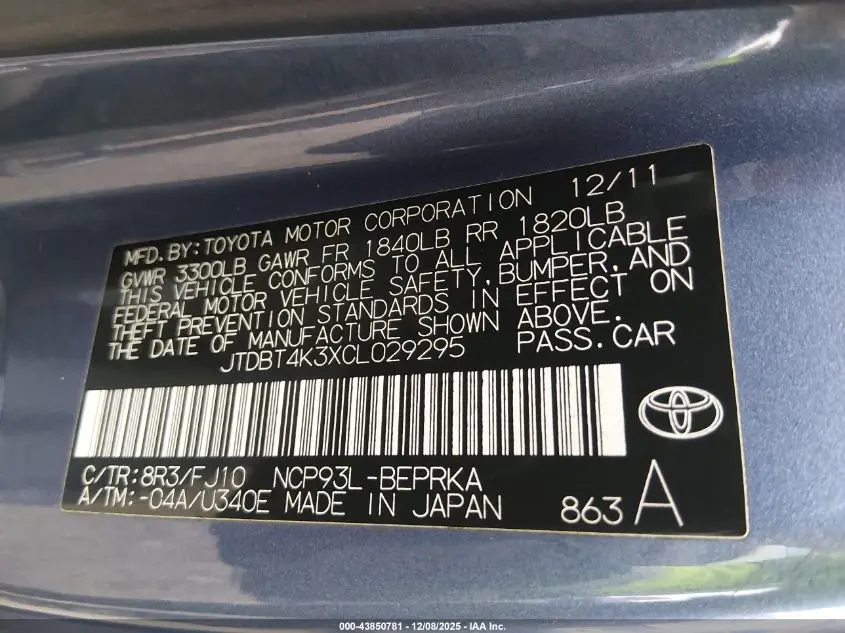 MFD. BY: TOYOTA MOTOR CORPORATION 12/11
GVWR 3300LB GAWR FR 1840LB RR 1820LB
THIS VEHICLE CONFORMS TO ALL APPLICABLE
FEDERAL MOTOR VEHICLE SAFETY, BUMPER, AND
THEFT PREVENTION STANDARDS IN EFFECT ON
THE DATE OF MANUFACTURE SHOWN ABOVE.
JTDBT4K3XCL029295 PASS. CAR
C/TR: 8R3/FJ10 NCP93L-BEPRKA
A/TM: -04A/U340E MADE IN JAPAN 863 A
000-43850781 - 12/08/2025 - IAA Inc.